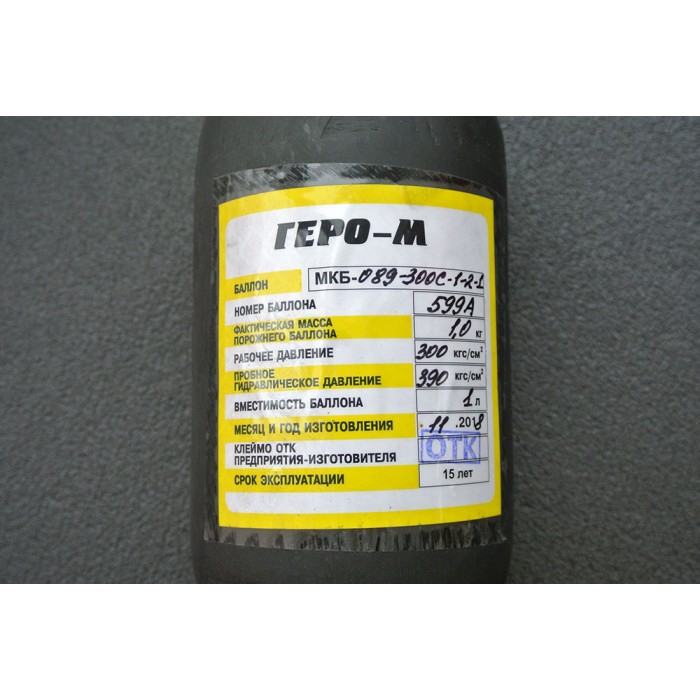 ГЕРО-М
БАЛЛОН МКБ-089-300С-1-2-1
НОМЕР БАЛЛОНА 599А
ФАКТИЧЕСКАЯ МАССА
ПОРОЖНЕГО БАЛЛОНА 1,0 кг
РАБОЧЕЕ ДАВЛЕНИЕ 300 кгс/см²
ПРОБНОЕ
ГИДРАВЛИЧЕСКОЕ ДАВЛЕНИЕ 390 кгс/см²
ВМЕСТИМОСТЬ БАЛЛОНА 1 л
МЕСЯЦ И ГОД ИЗГОТОВЛЕНИЯ 11.2018
КЛЕЙМО ОТК
ПРЕДПРИЯТИЯ-ИЗГОТОВИТЕЛЯ ОТК
СРОК ЭКСПЛУАТАЦИИ 15 лет